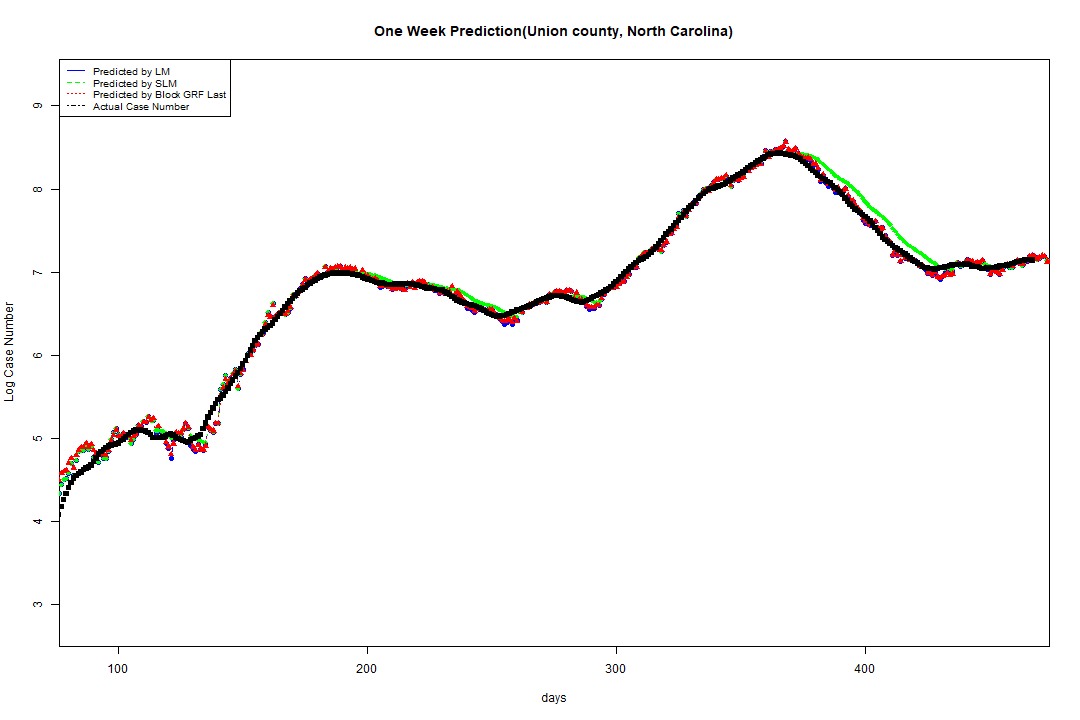 One Week Prediction(Union county, North Carolina)
Predicted by LM
Predicted by SLM
Predicted by Block GRF Last
Actual Case Number
9
8
7
6
5
4
3
Log Case Number
100 200 300 400
days